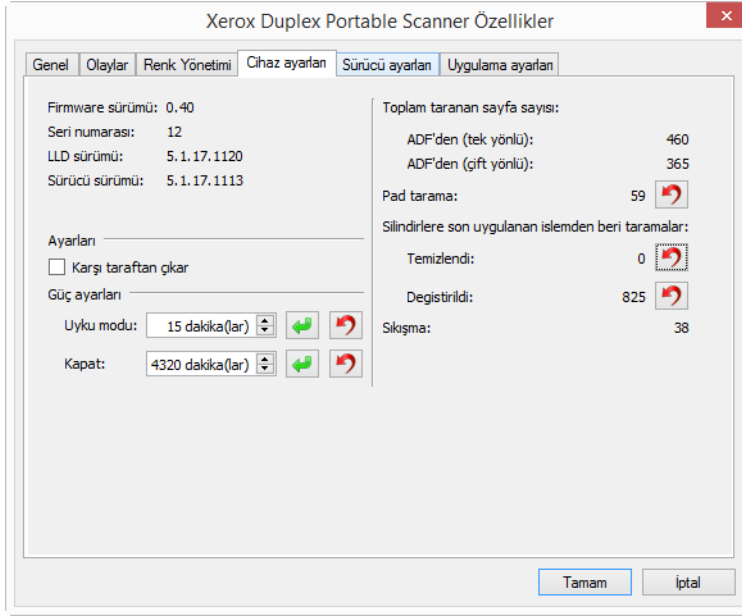 Xerox Duplex Portable Scanner Özellikler
Genel Olaylar Renk Yönetimi Cihaz ayarları Sürücü ayarları Uygulama ayarları
Firmware sürümü: 0.40
Seri numarası: 12
LLD sürümü: 5.1.17.1120
Sürücü sürümü: 5.1.17.1113
Ayarları
Karşı taraftan çıkar
Güç ayarları
Uyku modu: 15 dakika(lar)
Kapat: 4320 dakika(lar)
Toplam taranan sayfa sayısı:
ADF'den (tek yönlü): 460
ADF'den (çift yönlü): 365
Pad tarama: 59
Silindirlere son uygulanan islemden beri taramalar:
Temizlendi: 0
Degistirildi: 825
Sıkışma: 38
Tamam İptal